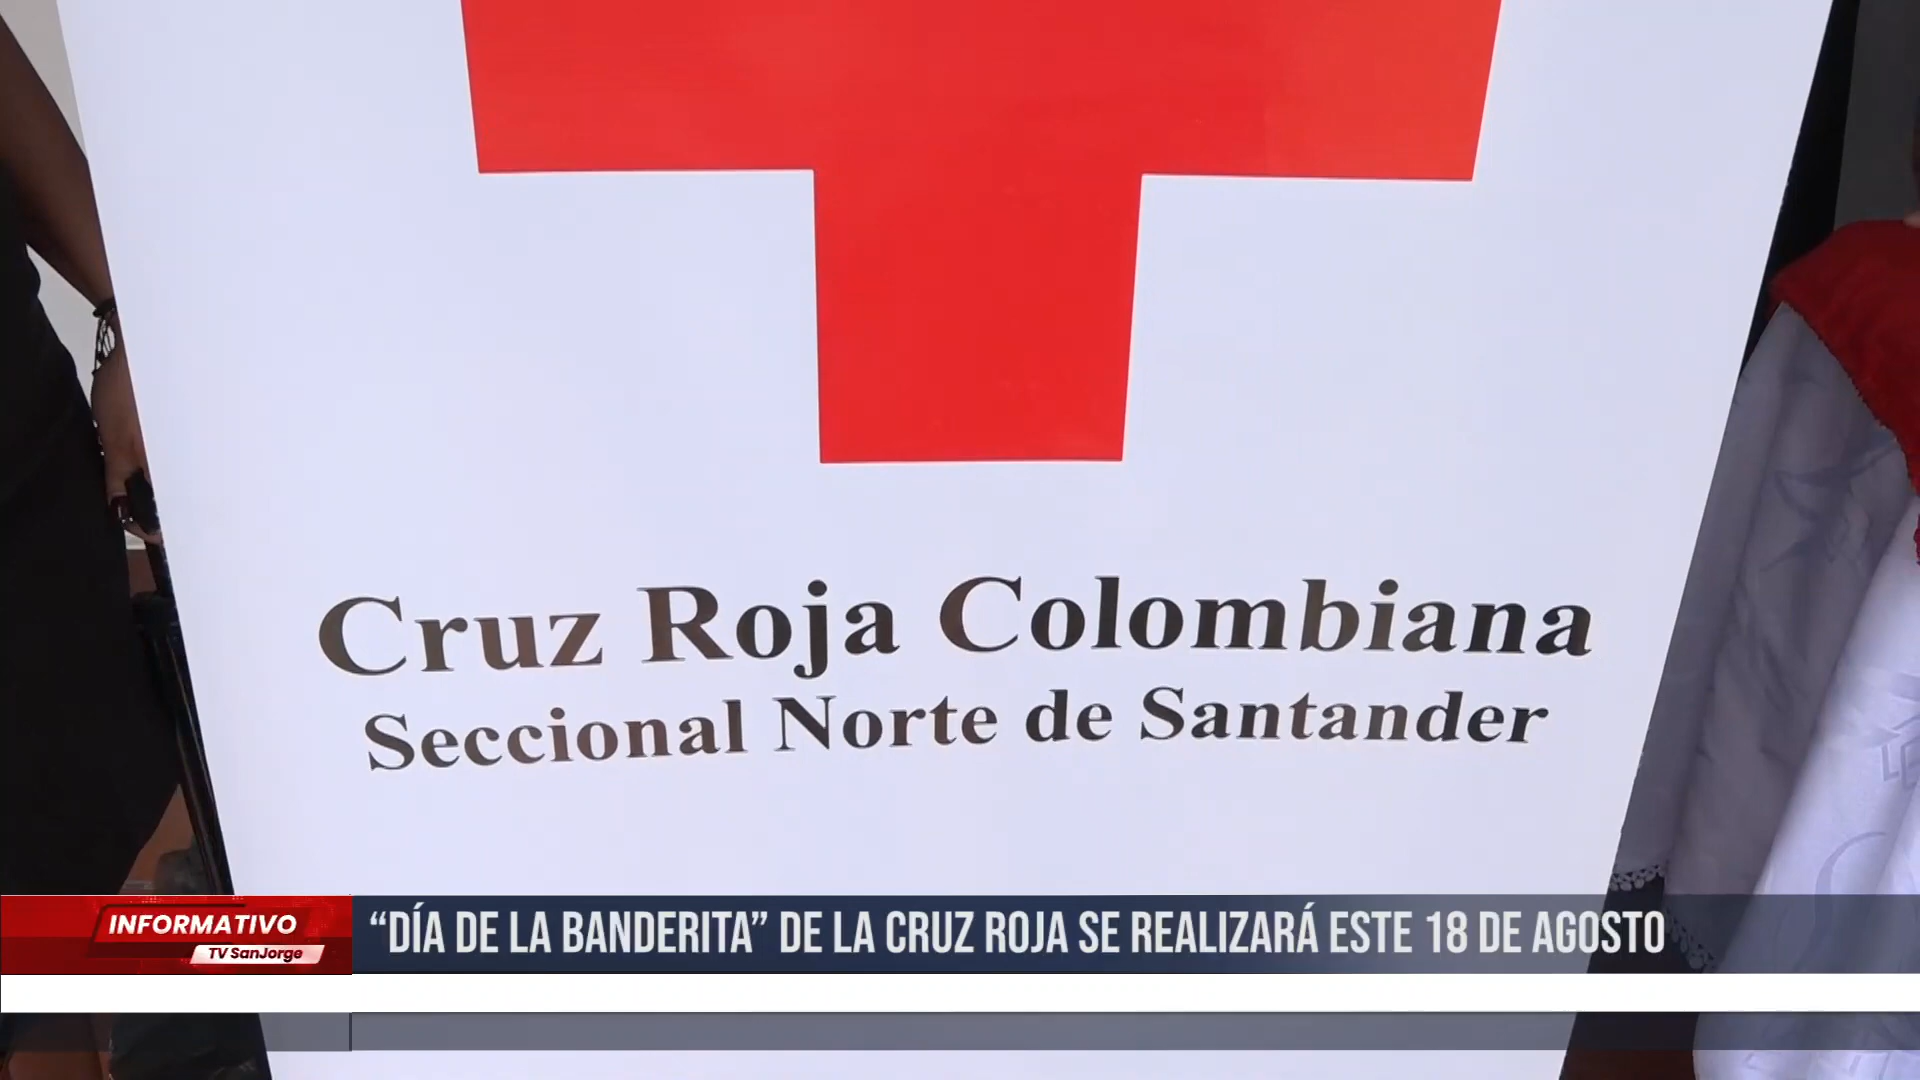 Cruz Roja Colombiana
Seccional Norte de Santander
INFORMATIVO
TV SanJorge
“DÍA DE LA BANDERITA” DE LA CRUZ ROJA SE REALIZARÁ ESTE 18 DE AGOSTO